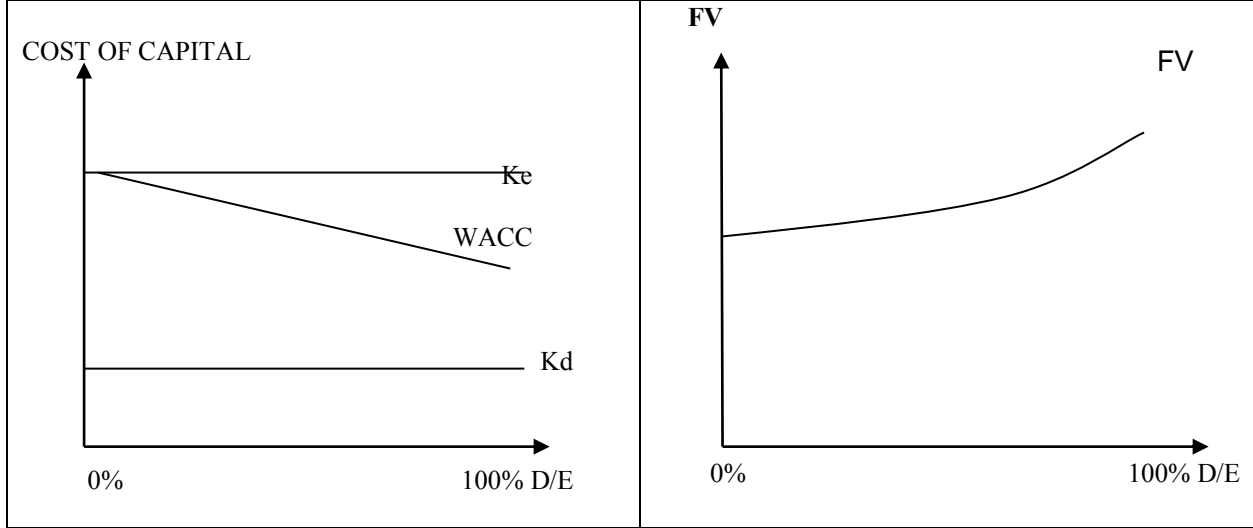 COST OF CAPITAL
Ke
WACC
Kd
0%
100% D/E
FV
FV
0%
100% D/E